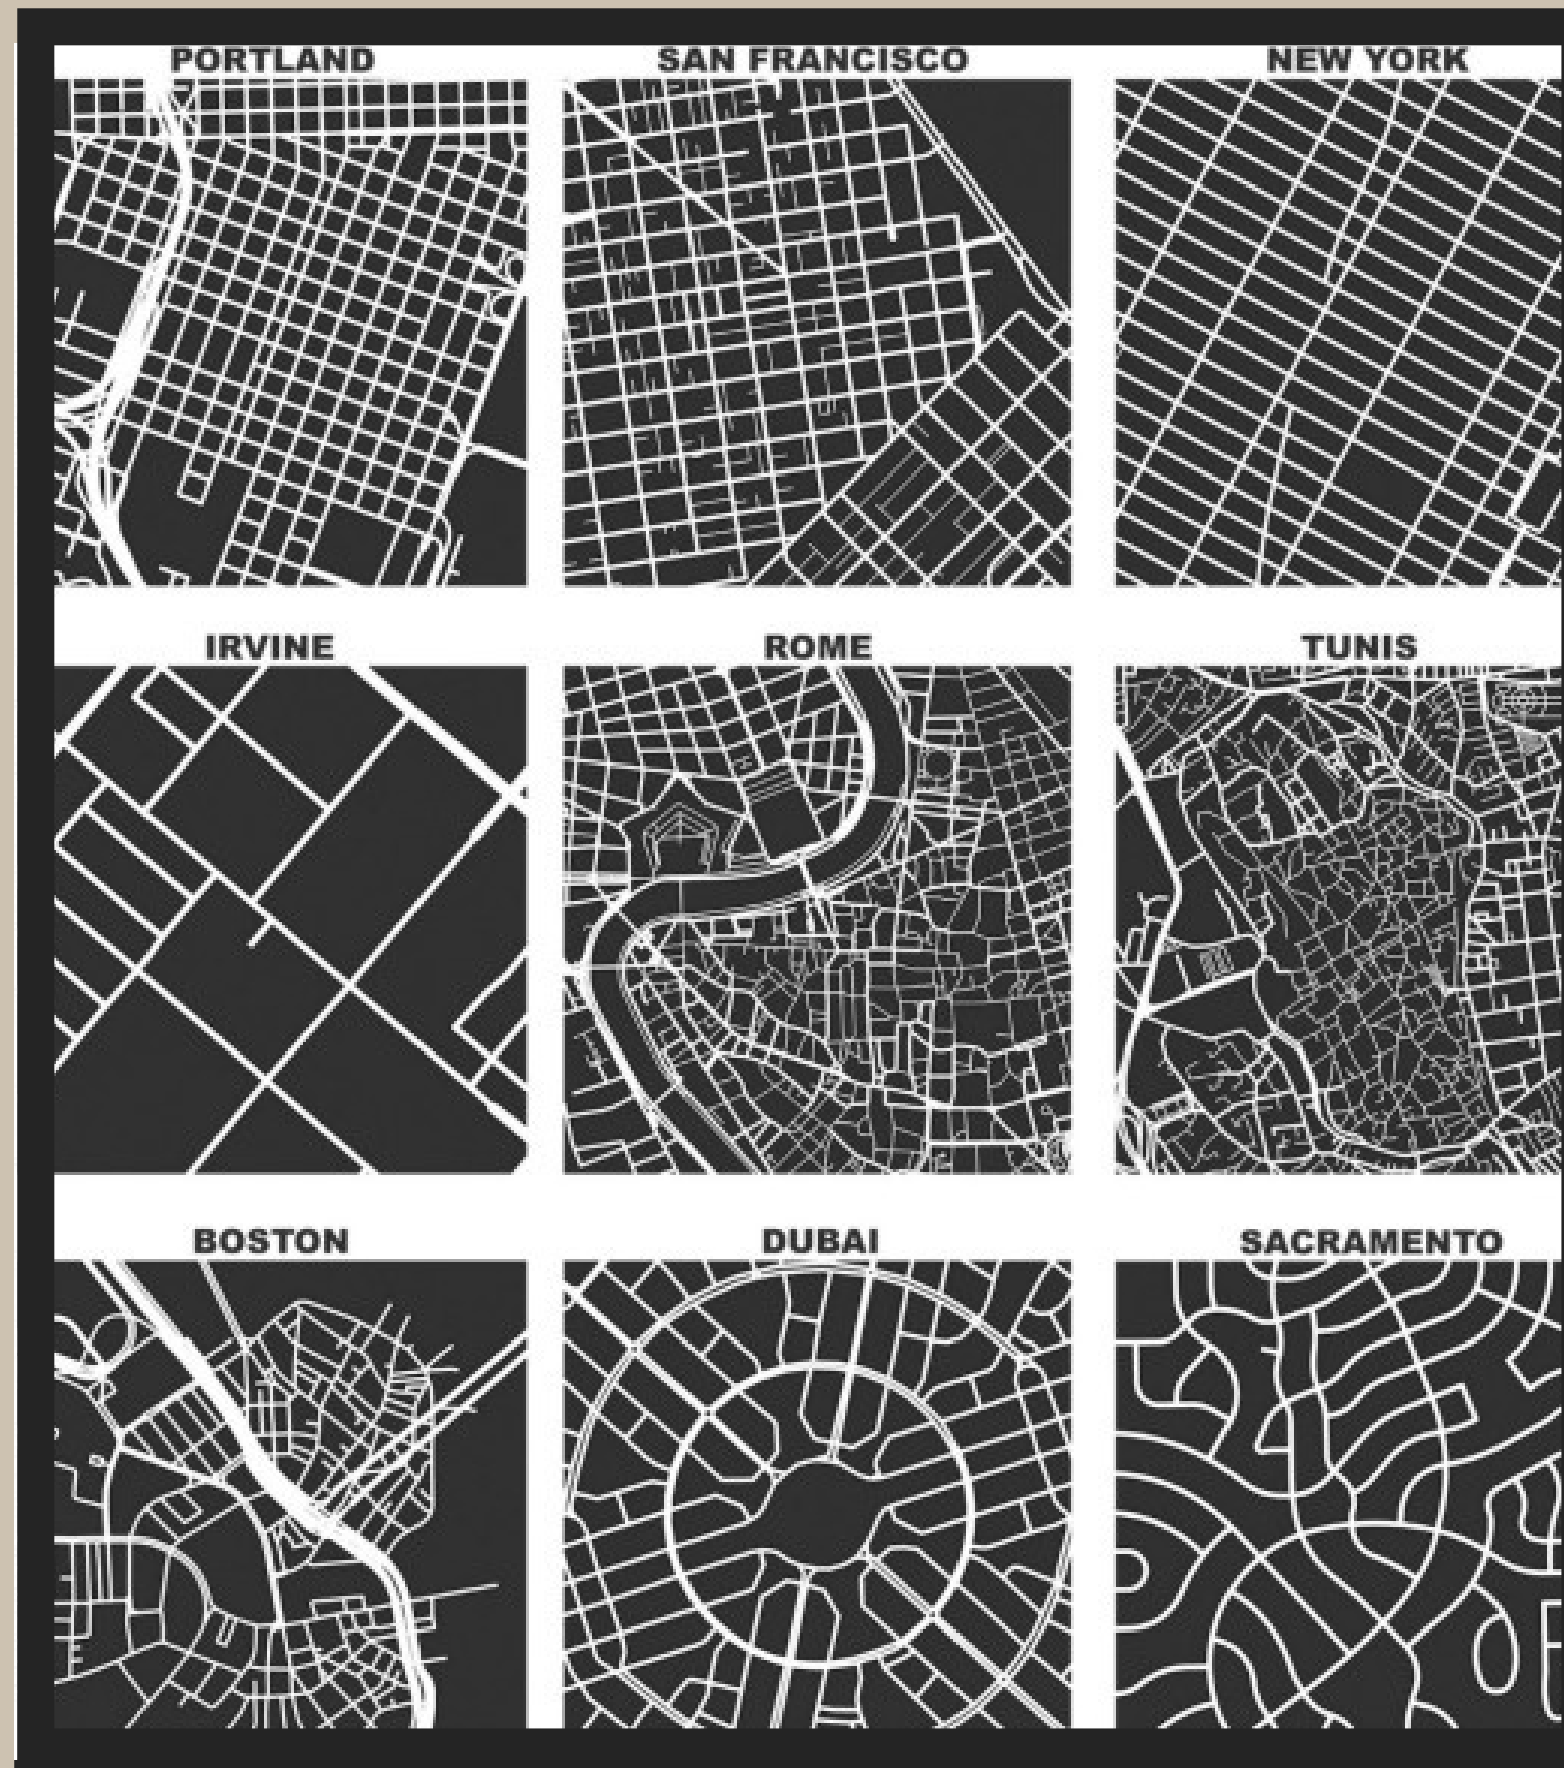 PORTLAND
SAN FRANCISCO
NEW YORK
IRVINE
ROME
TUNIS
BOSTON
DUBAI
SACRAMENTO